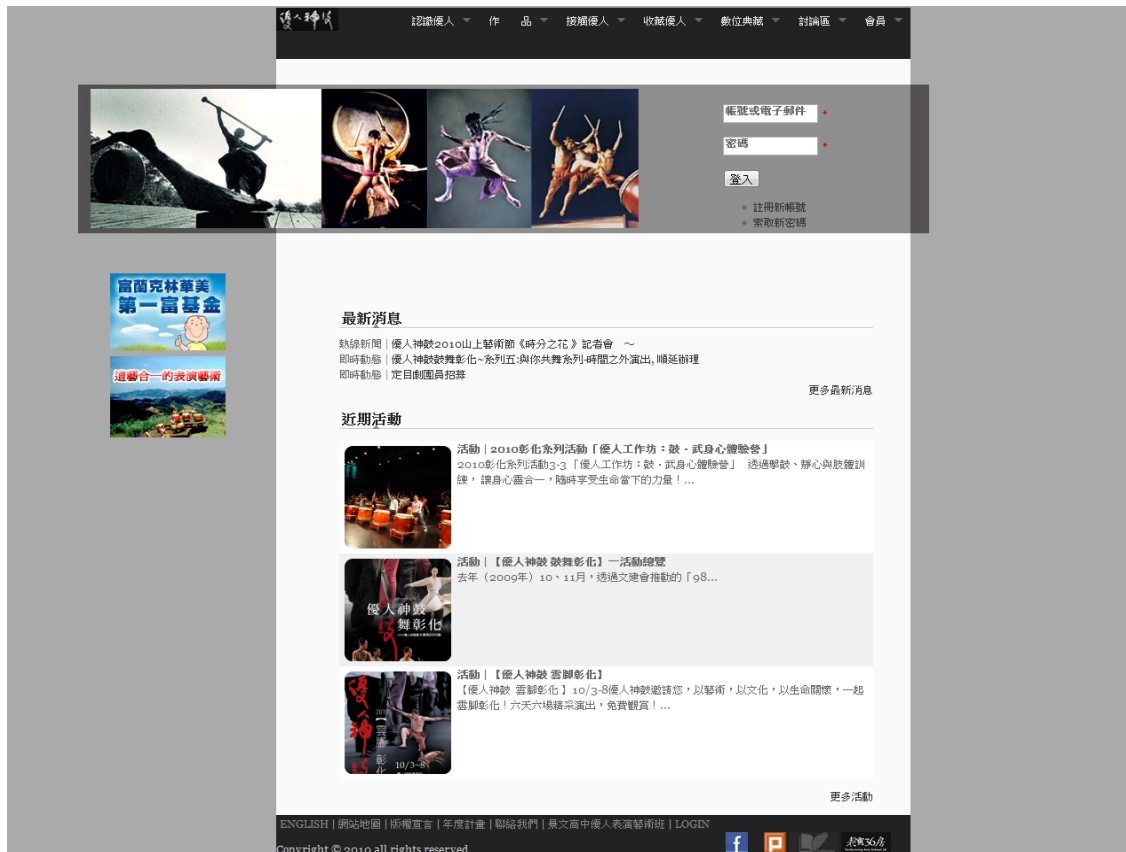 優人神鼓
認識優人 作 品 接觸優人 收藏優人 數位典藏 討論區 會員
帳號或電子郵件 *
密碼 *
登入
註冊新帳號
索取新密碼
富蘭克林華美
第一富基金
道藝合一的表演藝術
最新消息
熱線新聞 | 優人神鼓2010山上藝術節《時分之花 》記者會 ～
即時動態 | 優人神鼓鼓舞彰化~系列五:與你共舞系列-時間之外演出, 順延辦理
即時動態 | 定目劇團員招募
更多最新消息
近期活動
活動 | 2010彰化系列活動「優人工作坊：鼓．武身心體驗營」
2010彰化系列活動3-3「優人工作坊：鼓．武身心體驗營」 透過擊鼓、靜心與肢體訓
練， 讓身心靈合一，隨時享受生命當下的力量！...
活動 | 【優人神鼓 鼓舞彰化】—活動總覽
去年（2009年）10、11月，透過文建會推動的「98...
優人神鼓
鼓舞彰化
活動 | 【優人神鼓 雲腳彰化】
【優人神鼓 雲腳彰化 】10/3-8優人神鼓邀請您，以藝術，以文化，以生命關懷，一起
雲腳彰化！六天六場精采演出，免費觀賞！...
優人神鼓
2010
【雲腳彰化
10/3~8
更多活動
ENGLISH | 網站地圖 | 版權宣言 | 年度計畫 | 聯絡我們 | 景文高中優人表演藝術班 | LOGIN
Copyright © 2010 all rights reserved
f P 表演36房